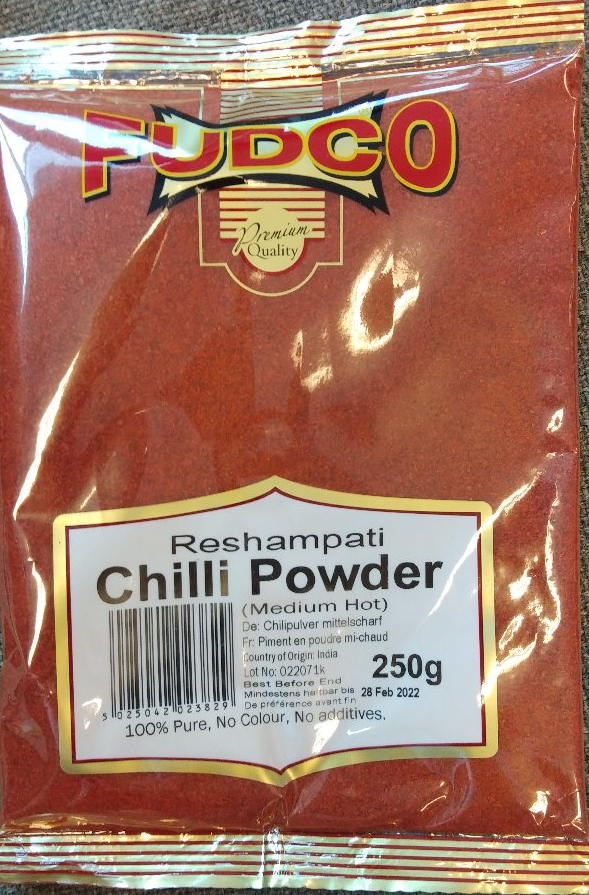 FUDCO
Premium
Quality
Reshampati
Chilli Powder
(Medium Hot)
De: Chilipulver mittelscharf
Fr: Piment en poudre mi-chaud
Country of Origin: India
Lot No: 022071k
250g
Best Before End
Mindestens haltbar bis 28 Feb 2022
De préférence avant fin
5 025042 023829
100% Pure, No Colour, No additives.